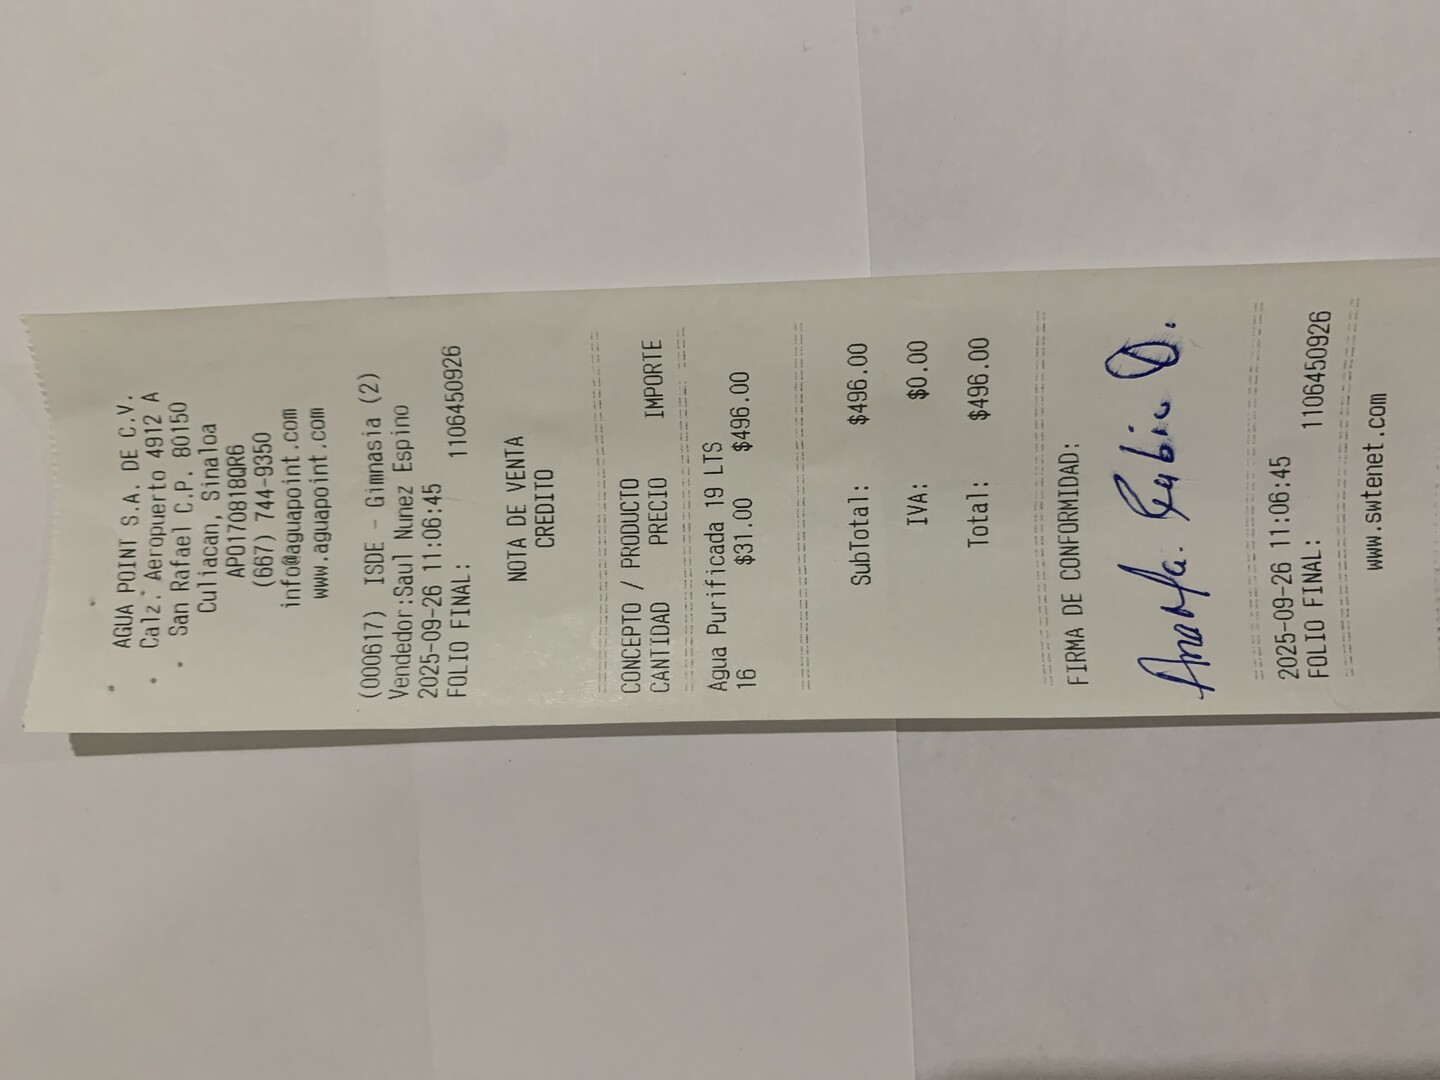 AGUA POINT S.A. DE C.V.
Calz. Aeropuerto 4912 A
San Rafael C.P. 80150
Culiacan, Sinaloa
APO170818QR6
(667) 744-9350
info@aguapoint.com
www.aguapoint.com
(000617) ISDE - Gimnasia (2)
Vendedor:Saul Nunez Espino
2025-09-26 11:06:45
FOLIO FINAL: 1106450926
NOTA DE VENTA
CREDITO
CONCEPTO / PRODUCTO
CANTIDAD PRECIO IMPORTE
Agua Purificada 19 LTS
16 $31.00 $496.00
SubTotal: $496.00
IVA: $0.00
Total: $496.00
FIRMA DE CONFORMIDAD:
Ana Ma. Rubio D.
2025-09-26 11:06:45
FOLIO FINAL: 1106450926
www.swtenet.com